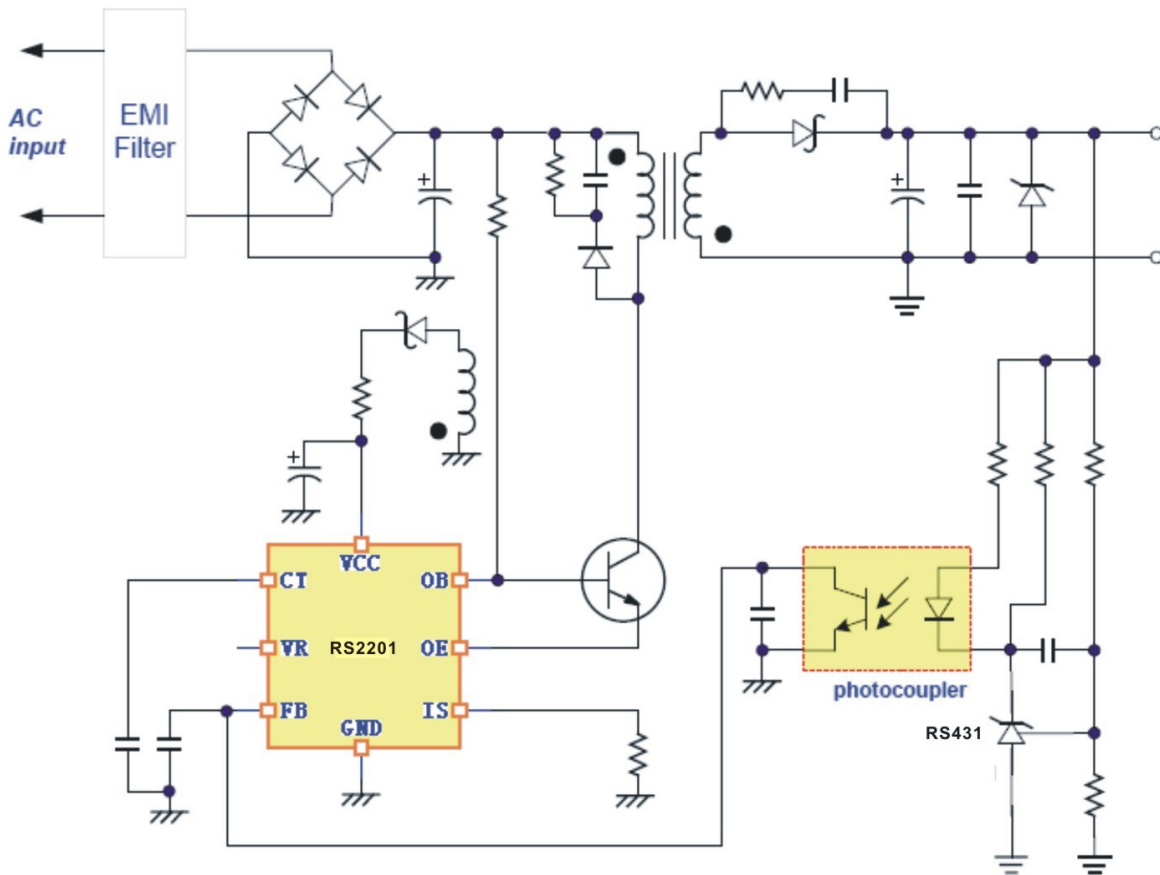 AC
input
EMI
Filter
VCC
CT
OB
VR
RS2201
OE
FB
IS
GND
photocoupler
RS431
+
+
+